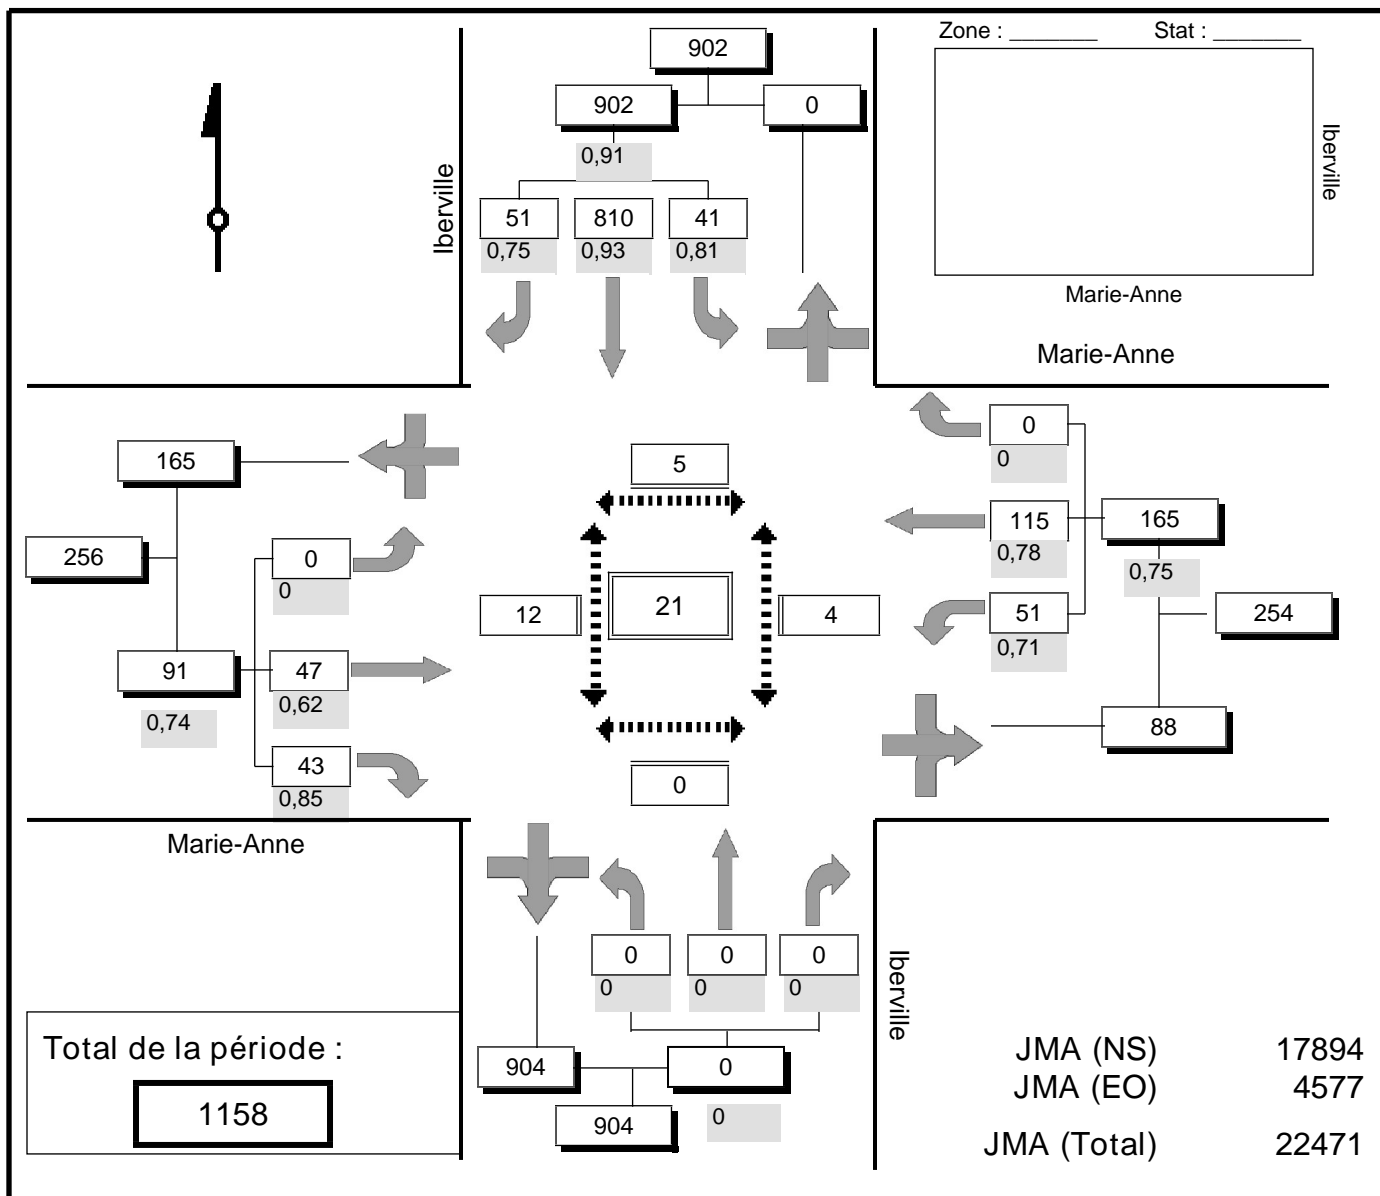 Zone : _______ Stat : _______
902
902 0
0,91
51 810 41
0,75 0,93 0,81
Iberville
Iberville
Marie-Anne
Marie-Anne
165
256
0
0
91
0,74
47
0,62
43
0,85
5
12 21 4
0
0
0
115
0,78
165
0,75
51
0,71
254
88
Marie-Anne
0 0 0
0 0 0
904 0
0
904
Iberville
Total de la période :
1158
JMA (NS) 17894
JMA (EO) 4577
JMA (Total) 22471